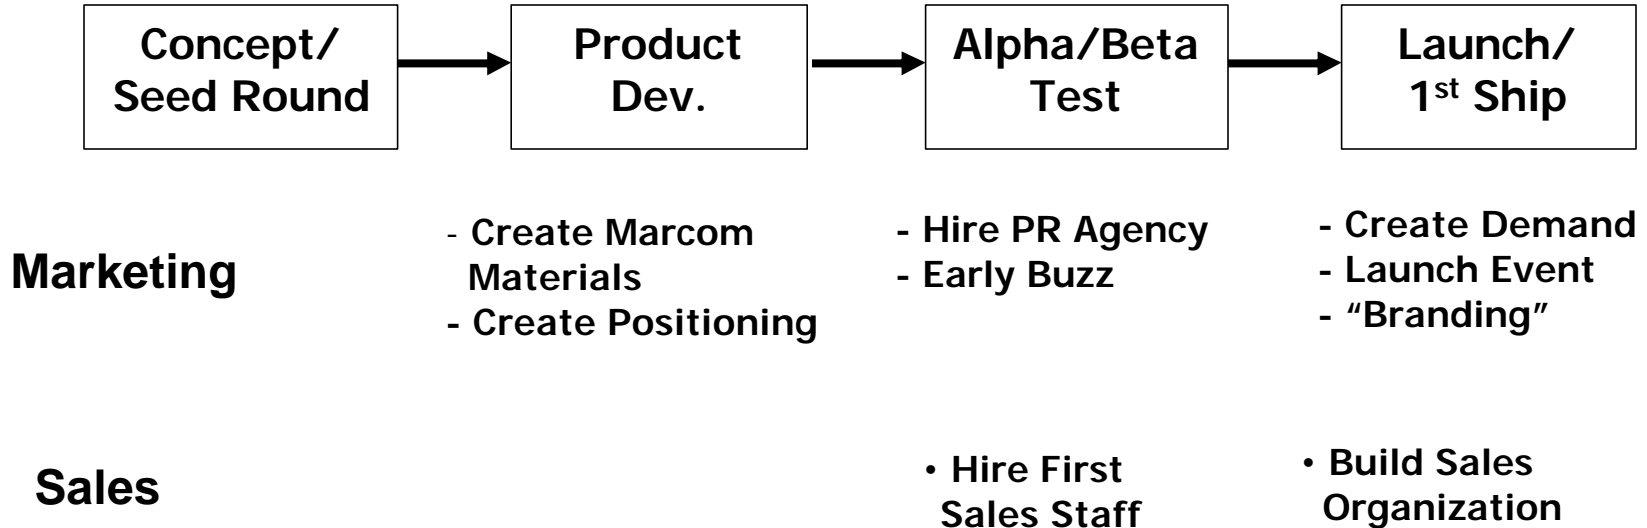 Concept/
Seed Round
Product
Dev.
Alpha/Beta
Test
Launch/
1st Ship
Marketing
- Create Marcom
Materials
- Create Positioning
- Hire PR Agency
- Early Buzz
- Create Demand
- Launch Event
- “Branding”
Sales
• Hire First
Sales Staff
• Build Sales
Organization